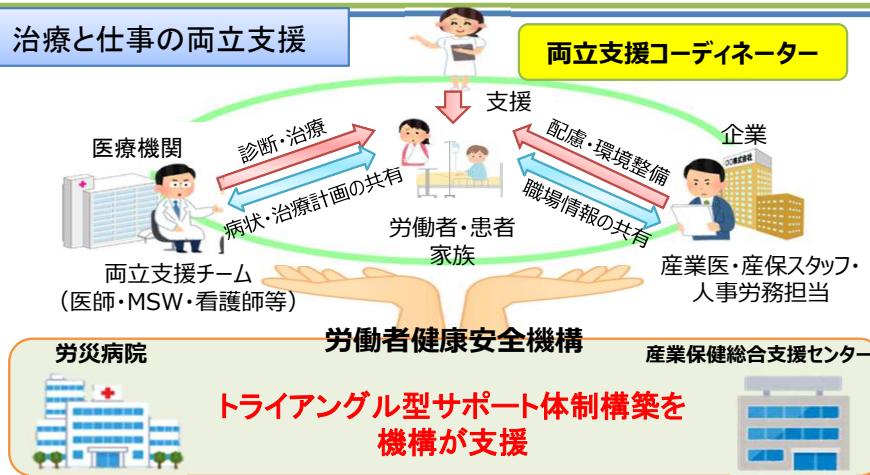 治療と仕事の両立支援
両立支援コーディネーター
支援
医療機関
企業
診断・治療
病状・治療計画の共有
配慮・環境整備
職場情報の共有
〇〇株式会社
労働者・患者
家族
両立支援チーム
（医師・MSW・看護師等）
産業医・産保スタッフ・
人事労務担当
労働者健康安全機構
労災病院
産業保健総合支援センター
トライアングル型サポート体制構築を
機構が支援